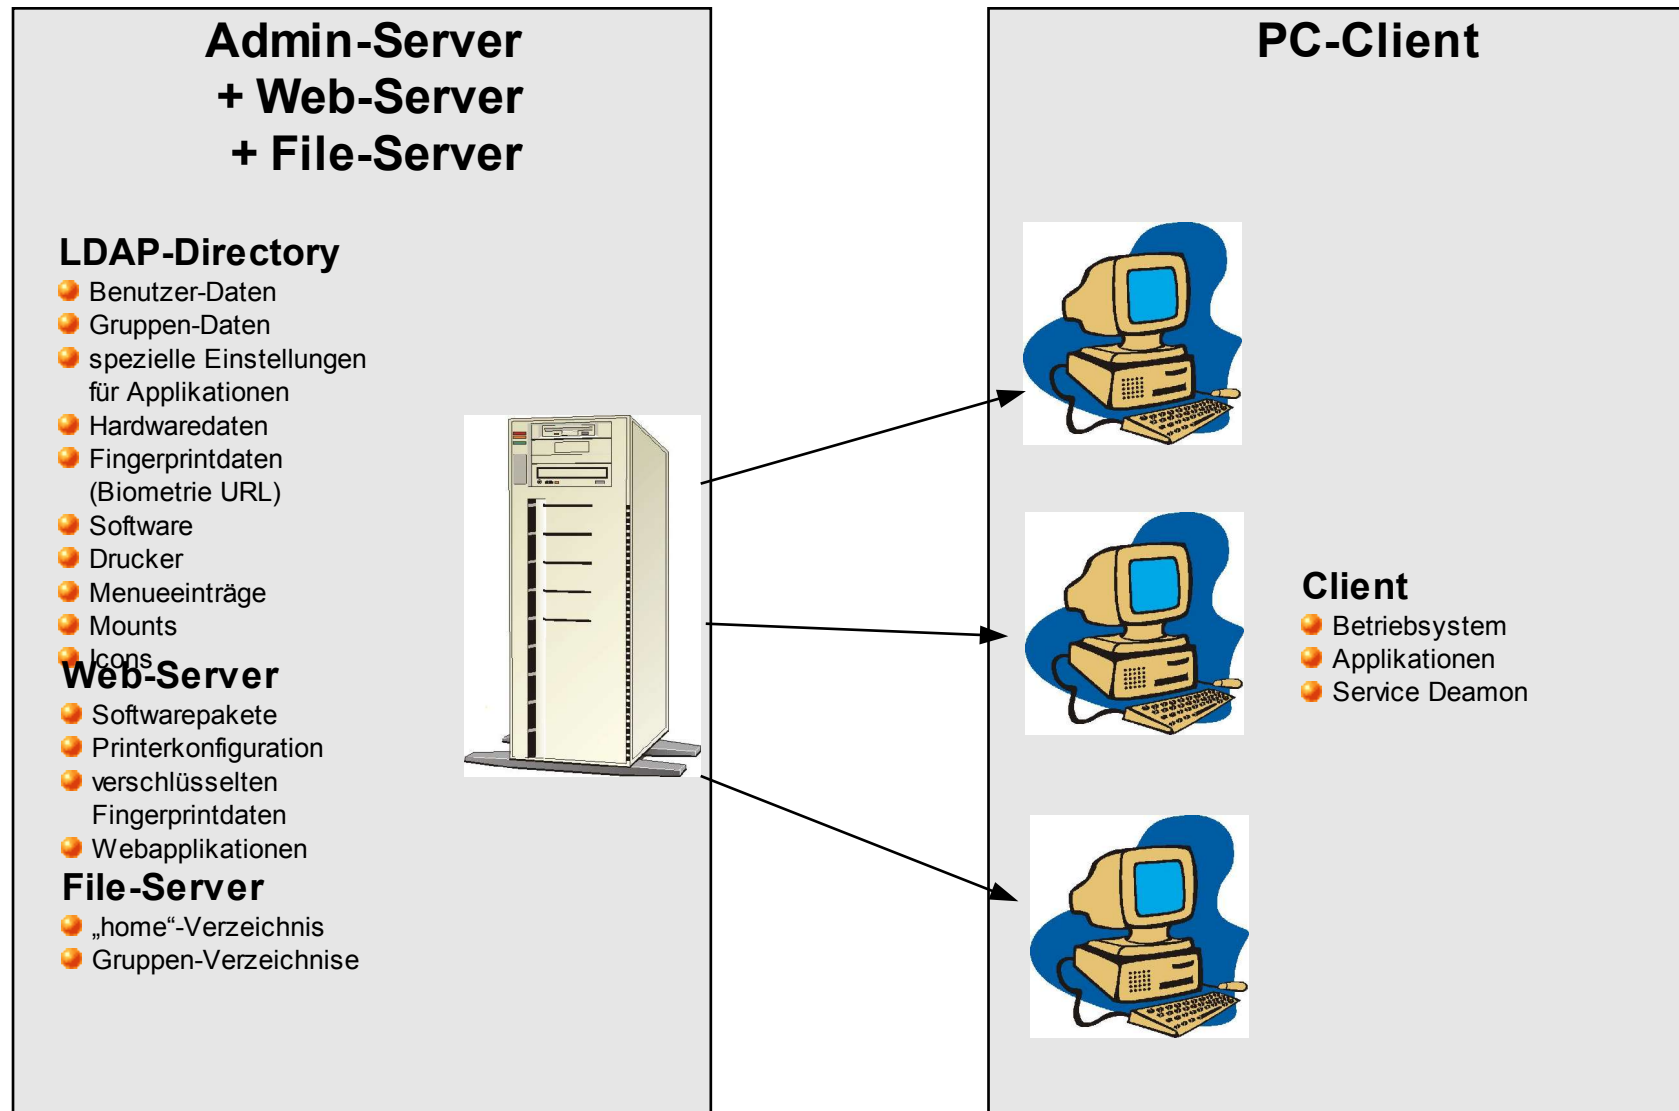 Admin-Server
+ Web-Server
+ File-Server
LDAP-Directory
Benutzer-Daten
Gruppen-Daten
spezielle Einstellungen
für Applikationen
Hardwaredaten
Fingerprintdaten
(Biometrie URL)
Software
Drucker
Menueeinträge
Mounts
Icons
Web-Server
Softwarepakete
Printerkonfiguration
verschlüsselten
Fingerprintdaten
Webapplikationen
File-Server
„home“-Verzeichnis
Gruppen-Verzeichnise
PC-Client
Client
Betriebsystem
Applikationen
Service Deamon